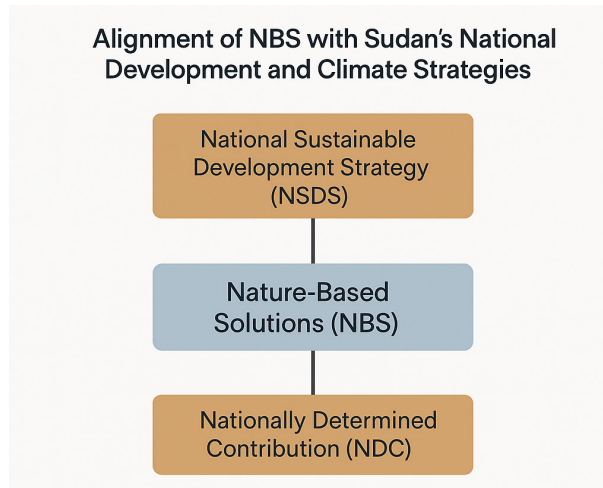 Alignment of NBS with Sudan's National
Development and Climate Strategies
National Sustainable
Development Strategy
(NSDS)
Nature-Based
Solutions (NBS)
Nationally Determined
Contribution (NDC)